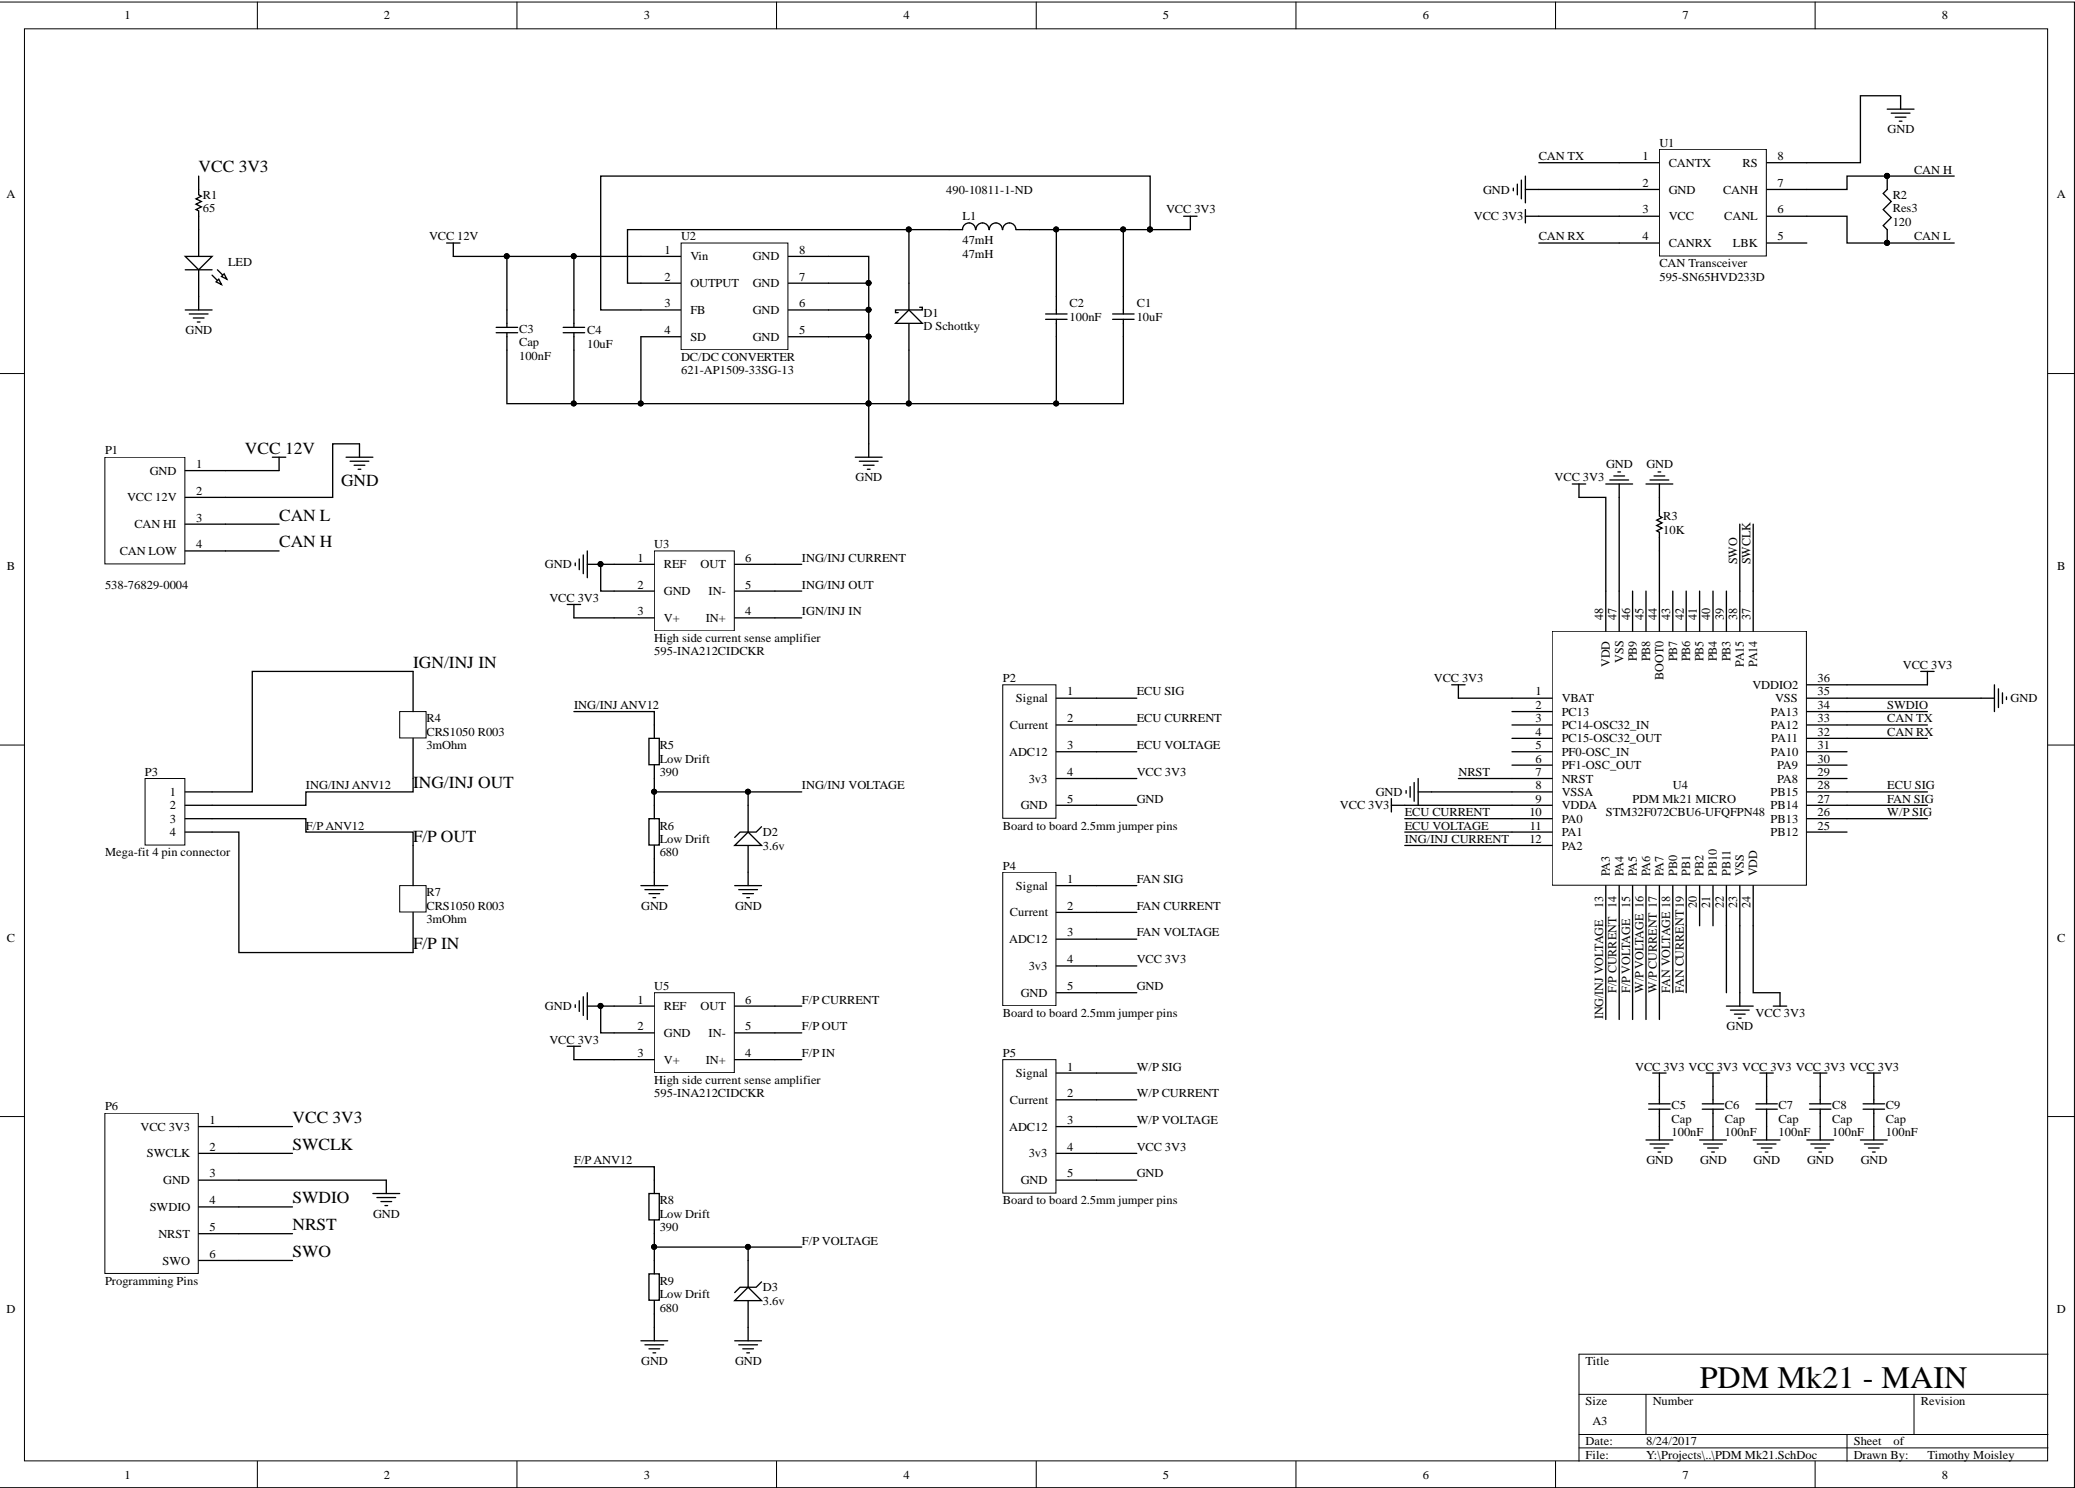 1 2 3 4 5 6 7 8
A
B
C
D
VCC 3V3
R1
65
LED
GND
VCC 12V
C3
Cap
100nF
C4
10uF
U2
1 Vin GND 8
2 OUTPUT GND 7
3 FB GND 6
4 SD GND 5
DC/DC CONVERTER
621-AP1509-33SG-13
490-10811-1-ND
L1
47mH
47mH
D1
D Schottky
C2
100nF
C1
10uF
VCC 3V3
GND
GND
U1
CAN TX 1 CANTX RS 8
GND 2 GND CANH 7 CAN H
VCC 3V3 3 VCC CANL 6 CAN L
CAN RX 4 CANRX LBK 5
CAN Transceiver
595-SN65HVD233D
R2
Res3
120
P1
GND 1 VCC 12V
VCC 12V 2 GND
CAN HI 3 CAN L
CAN LOW 4 CAN H
538-76829-0004
U3
GND 1 REF OUT 6 ING/INJ CURRENT
2 GND IN- 5 ING/INJ OUT
VCC 3V3 3 V+ IN+ 4 IGN/INJ IN
High side current sense amplifier
595-INA212CIDCKR
IGN/INJ IN
R4
CRS1050 R003
3mOhm
P3
1
2 ING/INJ ANV12 ING/INJ OUT
3 F/P ANV12 F/P OUT
4
Mega-fit 4 pin connector
R7
CRS1050 R003
3mOhm
F/P IN
ING/INJ ANV12
R5
Low Drift
390
ING/INJ VOLTAGE
R6
Low Drift
680
D2
3.6v
GND GND
U5
GND 1 REF OUT 6 F/P CURRENT
2 GND IN- 5 F/P OUT
VCC 3V3 3 V+ IN+ 4 F/P IN
High side current sense amplifier
595-INA212CIDCKR
F/P ANV12
R8
Low Drift
390
F/P VOLTAGE
R9
Low Drift
680
D3
3.6v
GND GND
P6
VCC 3V3 1 VCC 3V3
SWCLK 2 SWCLK
GND 3 GND
SWDIO 4 SWDIO
NRST 5 NRST
SWO 6 SWO
Programming Pins
P2
Signal 1 ECU SIG
Current 2 ECU CURRENT
ADC12 3 ECU VOLTAGE
3v3 4 VCC 3V3
GND 5 GND
Board to board 2.5mm jumper pins
P4
Signal 1 FAN SIG
Current 2 FAN CURRENT
ADC12 3 FAN VOLTAGE
3v3 4 VCC 3V3
GND 5 GND
Board to board 2.5mm jumper pins
P5
Signal 1 W/P SIG
Current 2 W/P CURRENT
ADC12 3 W/P VOLTAGE
3v3 4 VCC 3V3
GND 5 GND
Board to board 2.5mm jumper pins
VCC 3V3 GND GND
R3
10K
SWO
SWCLK
48 47 46 45 44 43 42 41 40 39 38 37
VDD VSS PB9 PB8 BOOT0 PB7 PB6 PB5 PB4 PB3 PA15 PA14
VCC 3V3 1 VBAT
2 PC13
3 PC14-OSC32_IN
4 PC15-OSC32_OUT
5 PF0-OSC_IN
6 PF1-OSC_OUT
NRST 7 NRST
GND 8 VSSA
VCC 3V3 9 VDDA
ECU CURRENT 10 PA0
ECU VOLTAGE 11 PA1
ING/INJ CURRENT 12 PA2
U4
PDM Mk21 MICRO
STM32F072CBU6-UFQFPN48
VDDIO2 36 VCC 3V3
VSS 35 GND
PA13 34 SWDIO
PA12 33 CAN TX
PA11 32 CAN RX
PA10 31
PA9 30
PA8 29
PB15 28 ECU SIG
PB14 27 FAN SIG
PB13 26 W/P SIG
PB12 25
PA3 PA4 PA5 PA6 PA7 PB0 PB1 PB2 PB10 PB11 VSS VDD
13 14 15 16 17 18 19 20 21 22 23 24
ING/INJ VOLTAGE
F/P CURRENT
F/P VOLTAGE
W/P VOLTAGE
W/P CURRENT
FAN VOLTAGE
FAN CURRENT
GND
VCC 3V3
VCC 3V3 VCC 3V3 VCC 3V3 VCC 3V3 VCC 3V3
C5 C6 C7 C8 C9
Cap Cap Cap Cap Cap
100nF 100nF 100nF 100nF 100nF
GND GND GND GND GND
Title
PDM Mk21 - MAIN
Size Number Revision
A3
Date: 8/24/2017 Sheet of
File: Y:\Projects\..\PDM Mk21.SchDoc Drawn By: Timothy Moisley
A
B
C
D
1 2 3 4 5 6 7 8